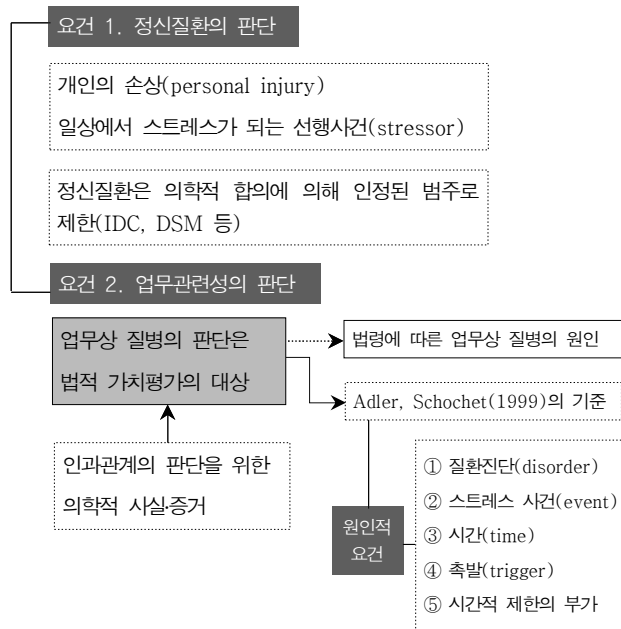 요건 1. 정신질환의 판단
개인의 손상(personal injury)
일상에서 스트레스가 되는 선행사건(stressor)
정신질환은 의학적 합의에 의해 인정된 범주로
제한(IDC, DSM 등)
요건 2. 업무관련성의 판단
업무상 질병의 판단은
법적 가치평가의 대상
법령에 따른 업무상 질병의 원인
Adler, Schochet(1999)의 기준
인과관계의 판단을 위한
의학적 사실·증거
원인적
요건
① 질환진단(disorder)
② 스트레스 사건(event)
③ 시간(time)
④ 촉발(trigger)
⑤ 시간적 제한의 부가